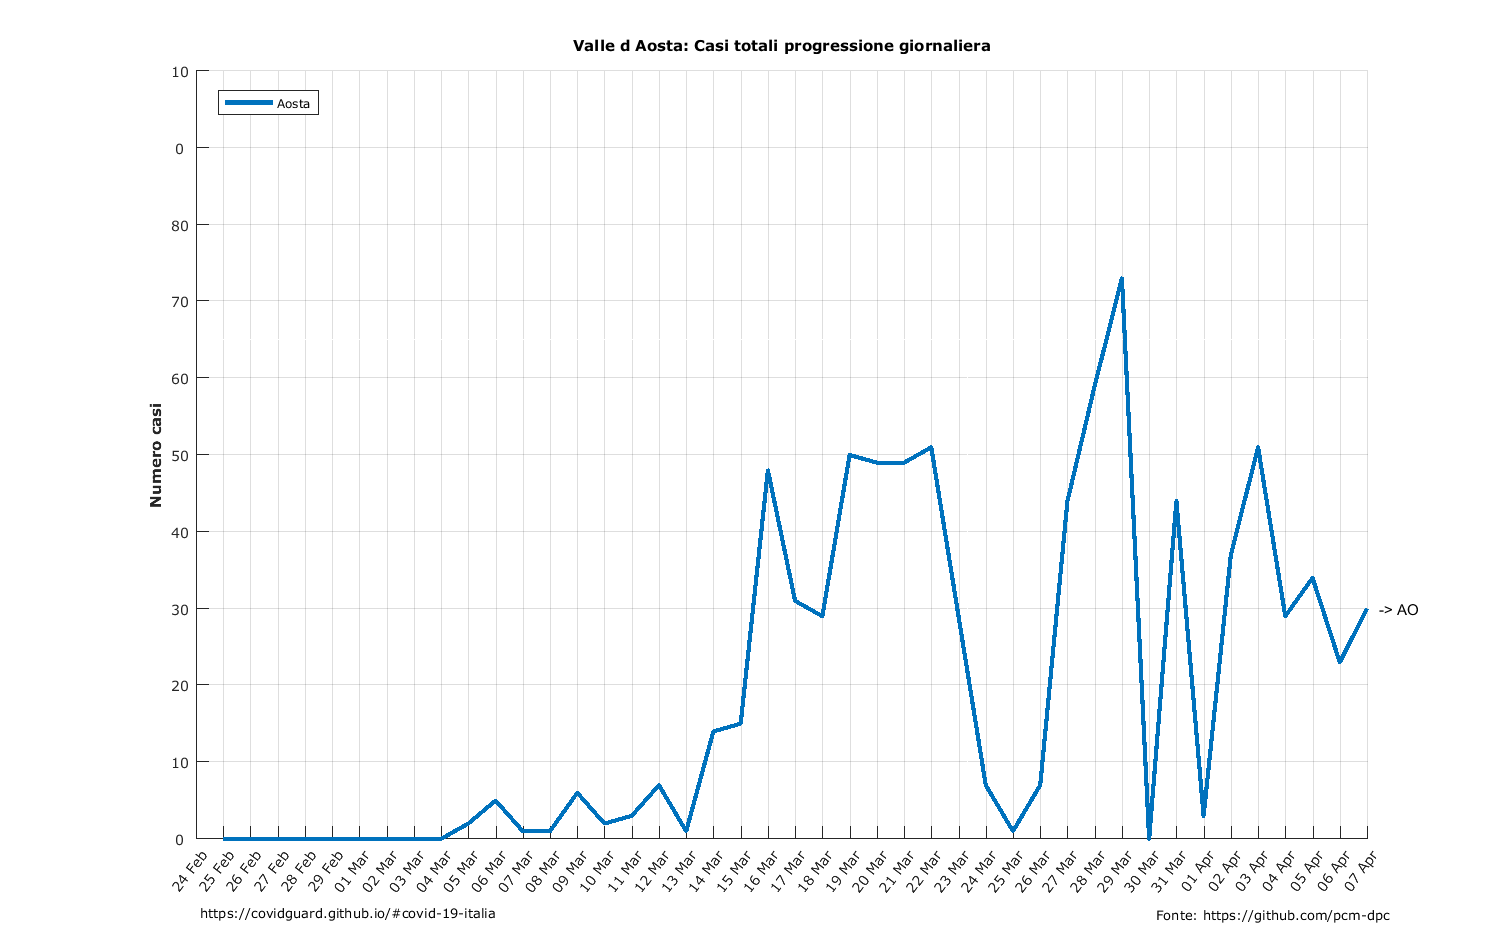 Valle d Aosta: Casi totali progressione giornaliera
Aosta
Numero casi
10
0
80
70
60
50
40
30
20
10
0
-> AO
24 Feb
25 Feb
26 Feb
27 Feb
28 Feb
29 Feb
01 Mar
02 Mar
03 Mar
04 Mar
05 Mar
06 Mar
07 Mar
08 Mar
09 Mar
10 Mar
11 Mar
12 Mar
13 Mar
14 Mar
15 Mar
16 Mar
17 Mar
18 Mar
19 Mar
20 Mar
21 Mar
22 Mar
23 Mar
24 Mar
25 Mar
26 Mar
27 Mar
28 Mar
29 Mar
30 Mar
31 Mar
01 Apr
02 Apr
03 Apr
04 Apr
05 Apr
06 Apr
07 Apr
https://covidguard.github.io/#covid-19-italia
Fonte: https://github.com/pcm-dpc